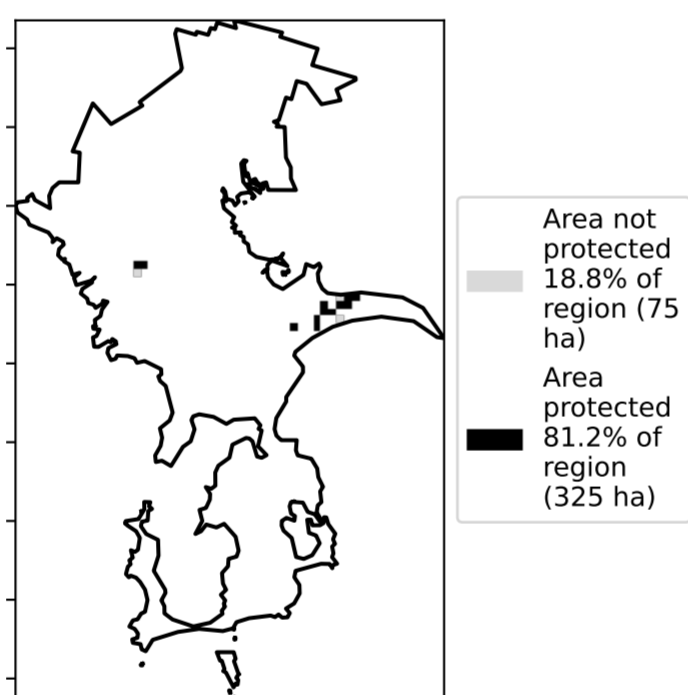 Area not
protected
18.8% of
region (75
ha)
Area
protected
81.2% of
region
(325 ha)